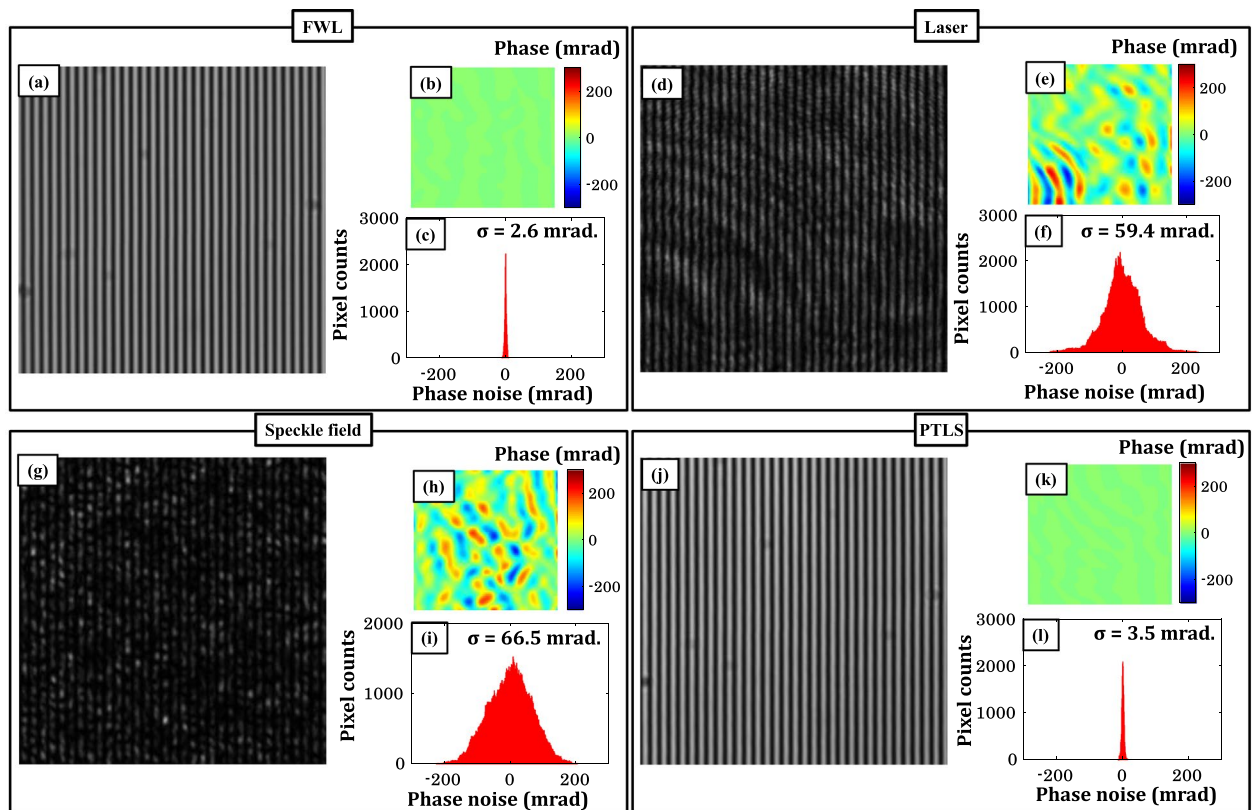 FWL
(a)
(b)
Phase (mrad)
200
0
-200
(c)
σ = 2.6 mrad.
3000
2000
1000
0
Pixel counts
-200
0
200
Phase noise (mrad)
Laser
(d)
(e)
Phase (mrad)
200
0
-200
(f)
σ = 59.4 mrad.
3000
2000
1000
0
Pixel counts
-200
0
200
Phase noise (mrad)
Speckle field
(g)
(h)
Phase (mrad)
200
0
-200
(i)
σ = 66.5 mrad.
2000
1000
0
Pixel counts
-200
0
200
Phase noise (mrad)
PTLS
(j)
(k)
Phase (mrad)
200
0
-200
(l)
σ = 3.5 mrad.
3000
2000
1000
0
Pixel counts
-200
0
200
Phase noise (mrad)